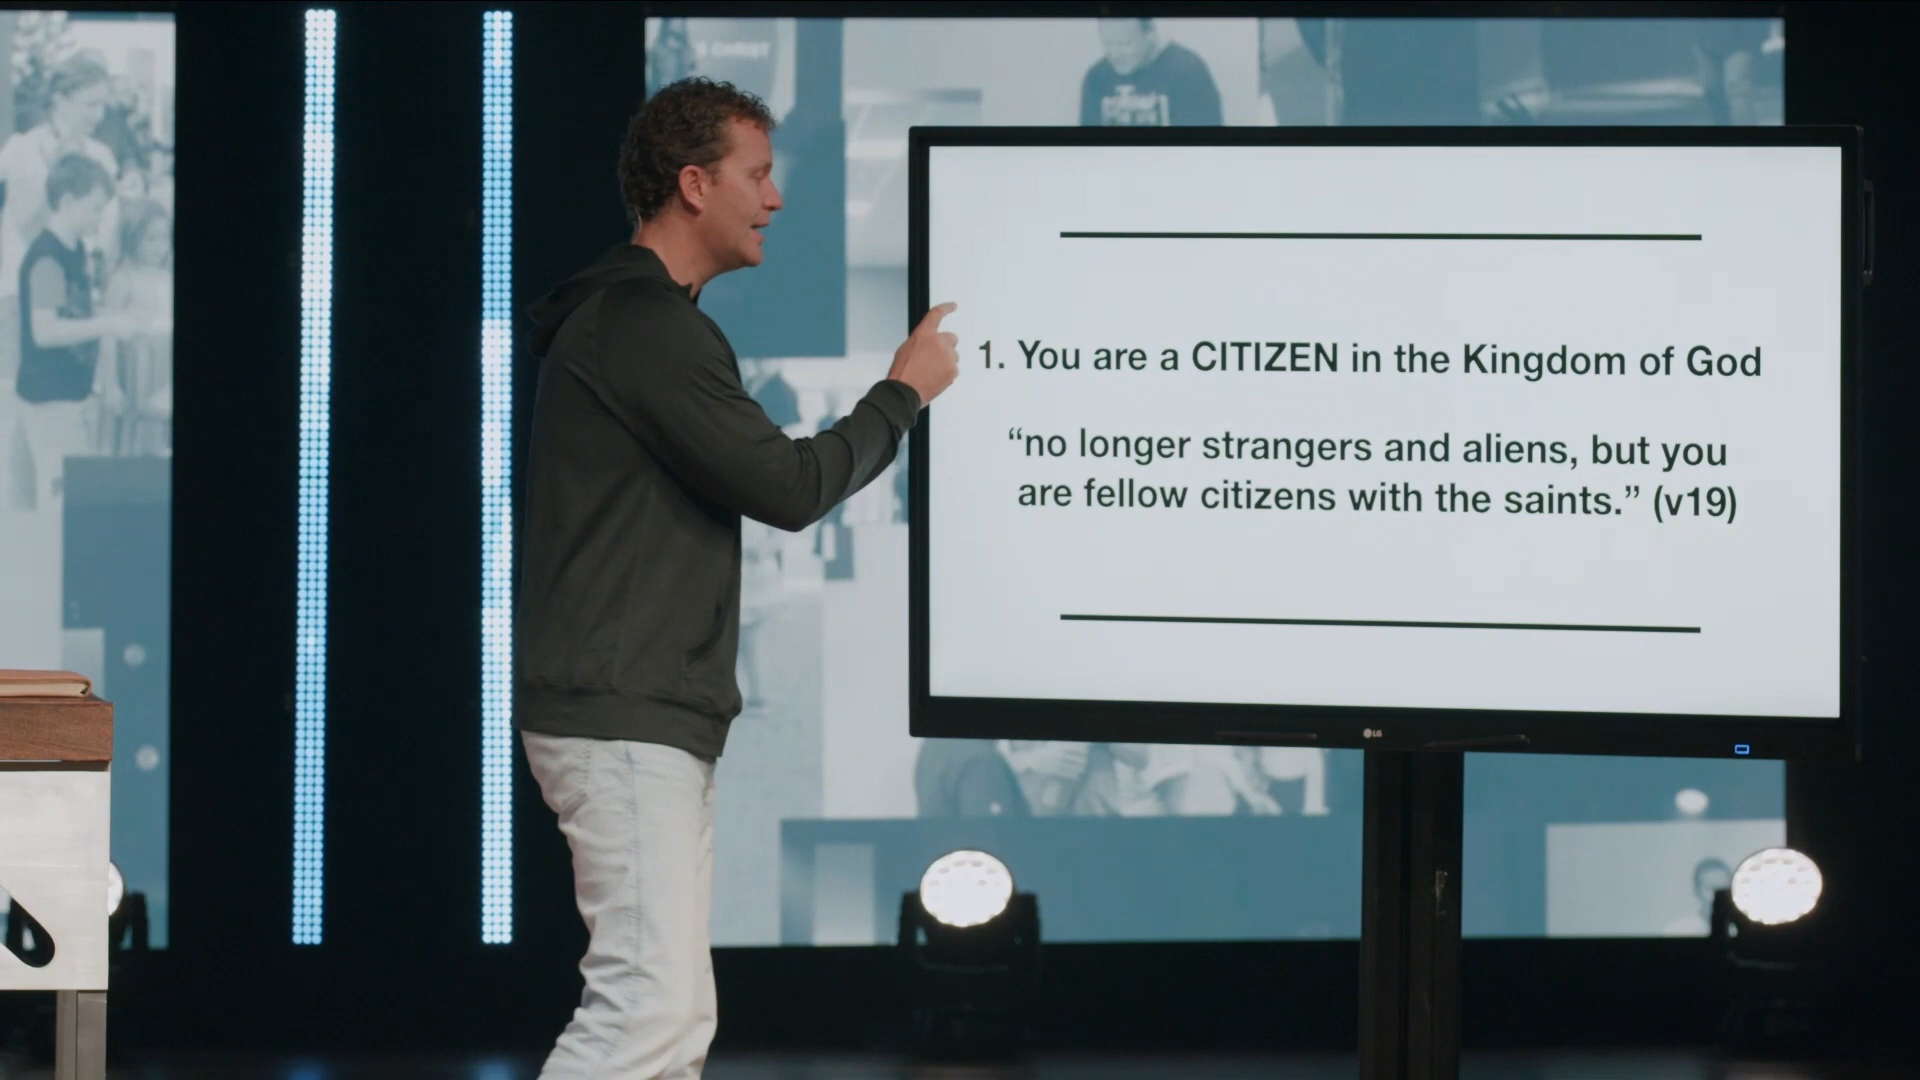 S CHRIST
1. You are a CITIZEN in the Kingdom of God
“no longer strangers and aliens, but you
are fellow citizens with the saints.” (v19)
LG